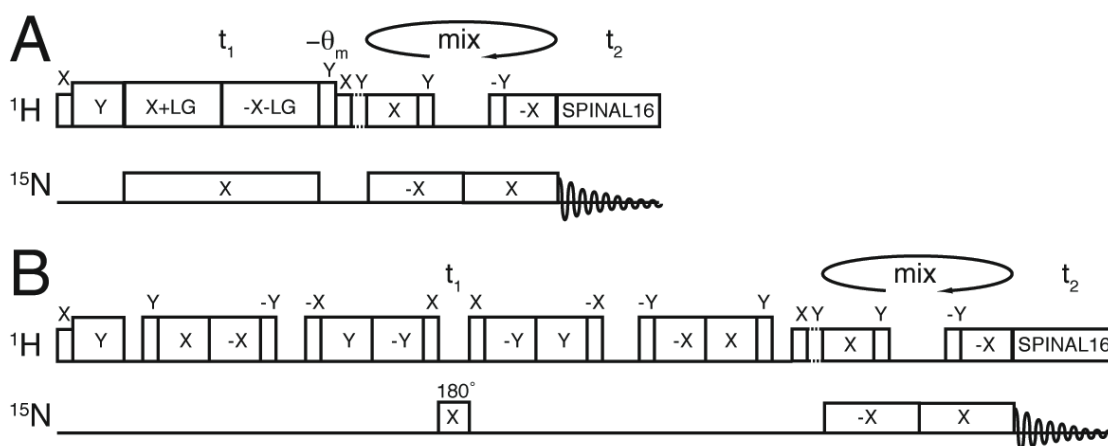 A
t1 −θm mix t2
X Y X Y Y -Y
1H Y X+LG -X-LG X -X SPINAL16
15N X -X X
B
t1 mix t2
X Y -Y -X X X -X -Y Y X Y Y -Y
1H Y X -X Y -Y -Y Y -X X X -X SPINAL16
180°
15N X -X X